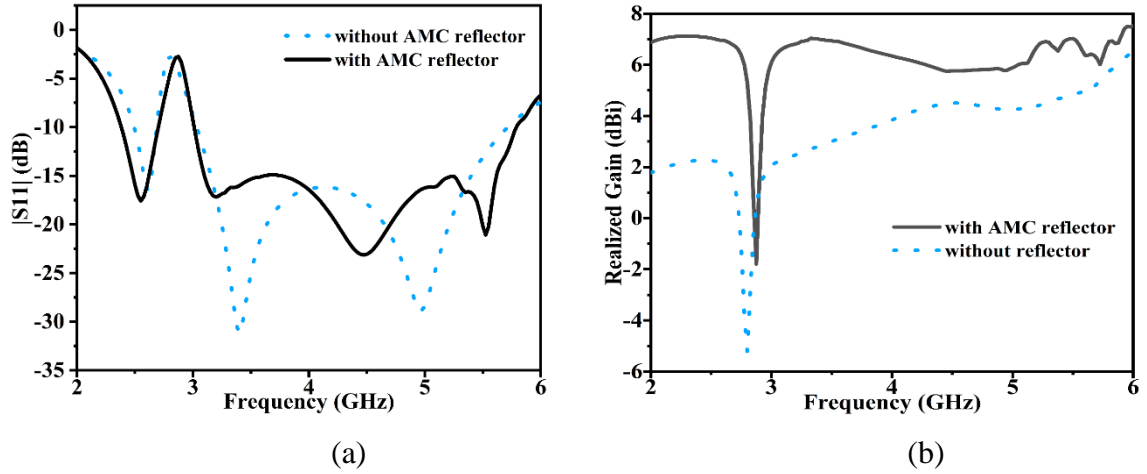 0
-5
-10
-15
-20
-25
-30
-35
|S11| (dB)
without AMC reflector
with AMC reflector
2 3 4 5 6
Frequency (GHz)
(a)
8
6
4
2
0
-2
-4
-6
Realized Gain (dBi)
with AMC reflector
without reflector
2 3 4 5 6
Frequency (GHz)
(b)